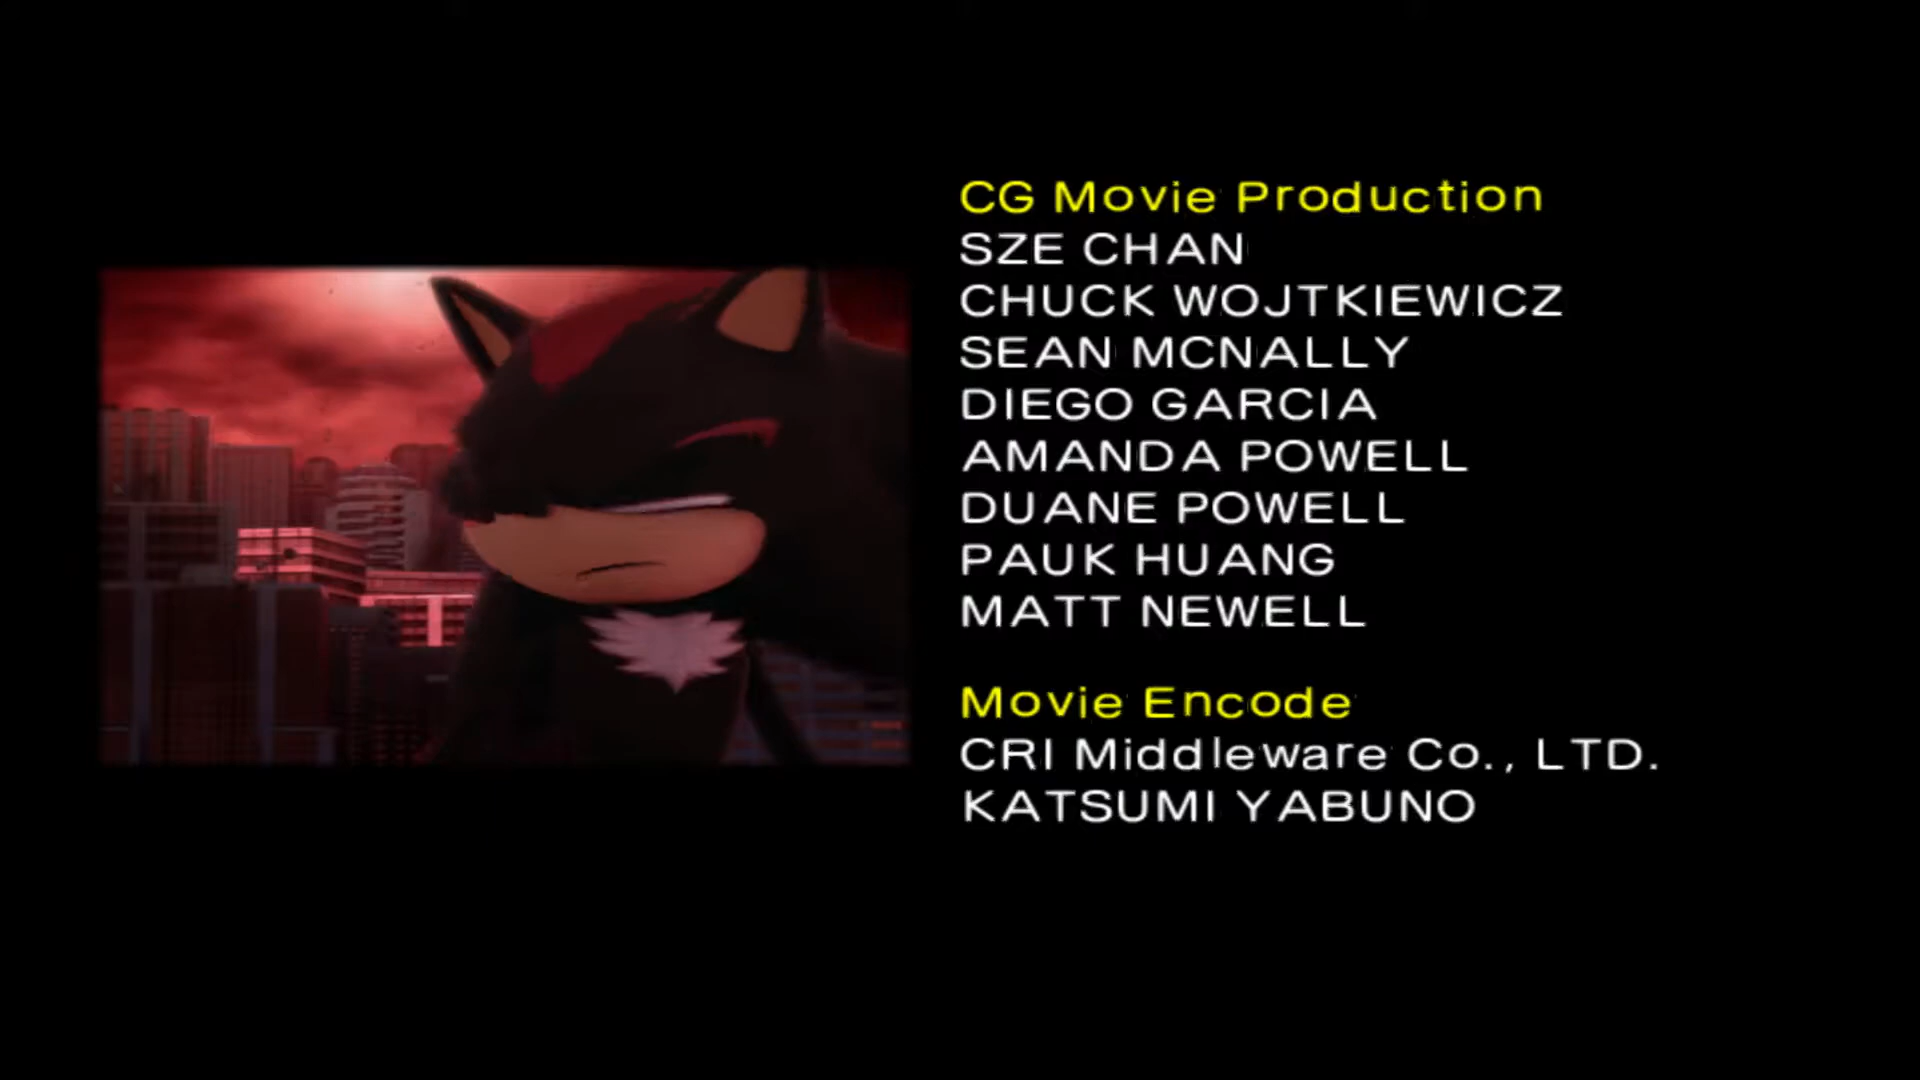 CG Movie Production
SZE CHAN
CHUCK WOJTKIEWICZ
SEAN MCNALLY
DIEGO GARCIA
AMANDA POWELL
DUANE POWELL
PAUK HUANG
MATT NEWELL
Movie Encode
CRI Middleware Co., LTD.
KATSUMI YABUNO